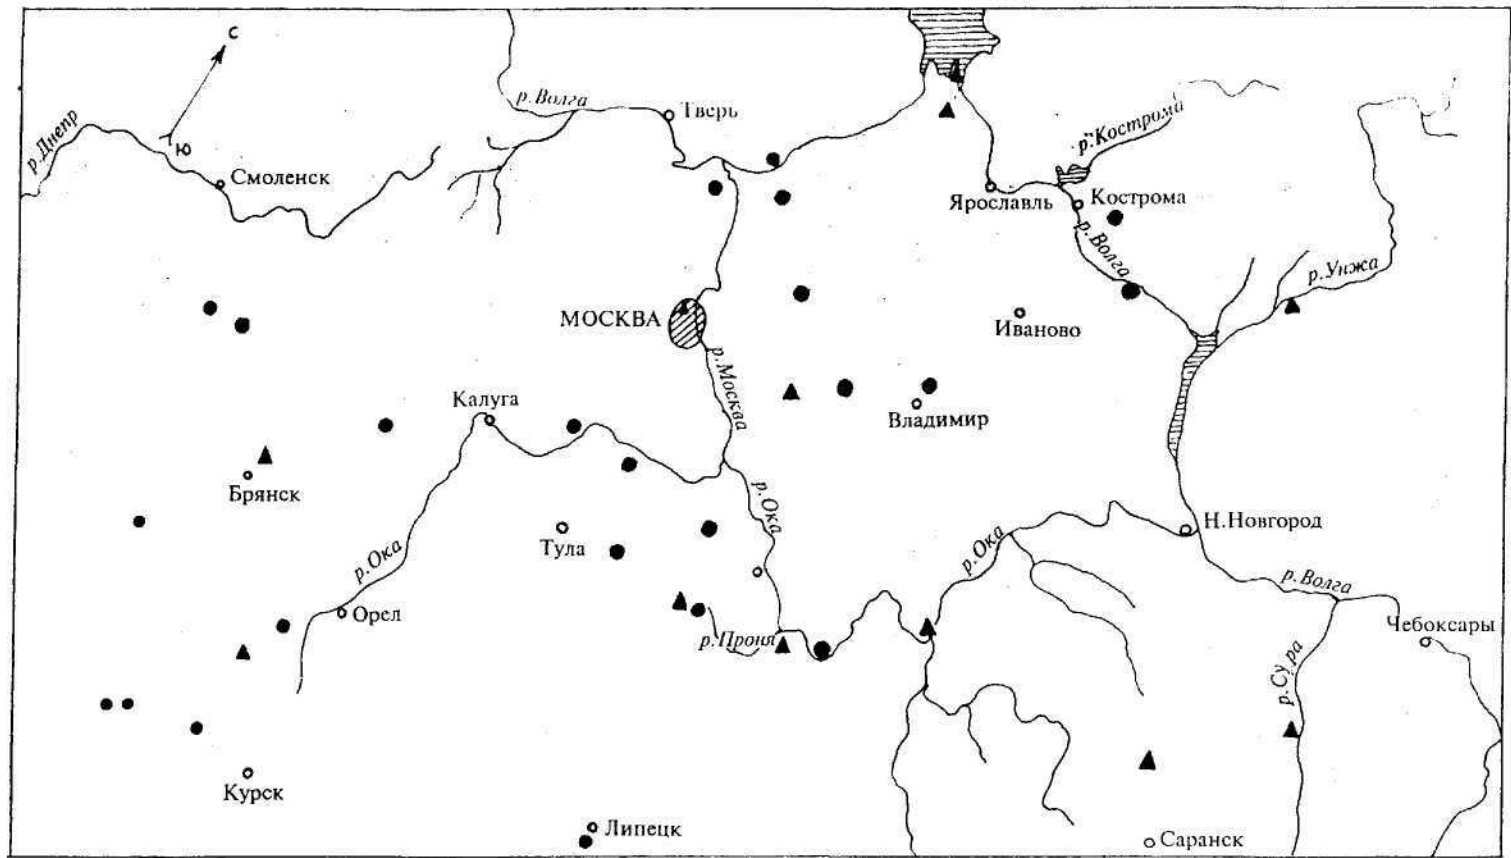 С
р. Волга
Тверь
р. Кострома
р. Днепр
Ю
Смоленск
Ярославль
Кострома
р. Волга
р. Унжа
МОСКВА
Иваново
р. Москва
Калуга
Владимир
Брянск
р. Ока
Н.Новгород
Тула
р. Ока
р. Ока
р. Волга
Орел
р. Проня
Чебоксары
р. Сура
Курск
Липецк
Саранск